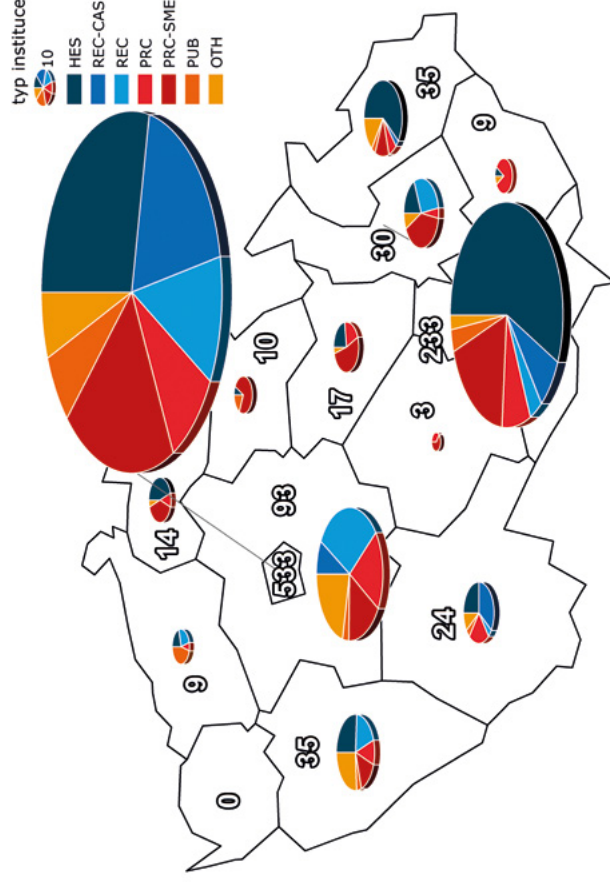 typ instituce
10
HES
REC-CAS
REC
PRC
PRC-SME
PUB
OTH
0
9
14
10
35
533
93
17
30
35
24
3
233
9